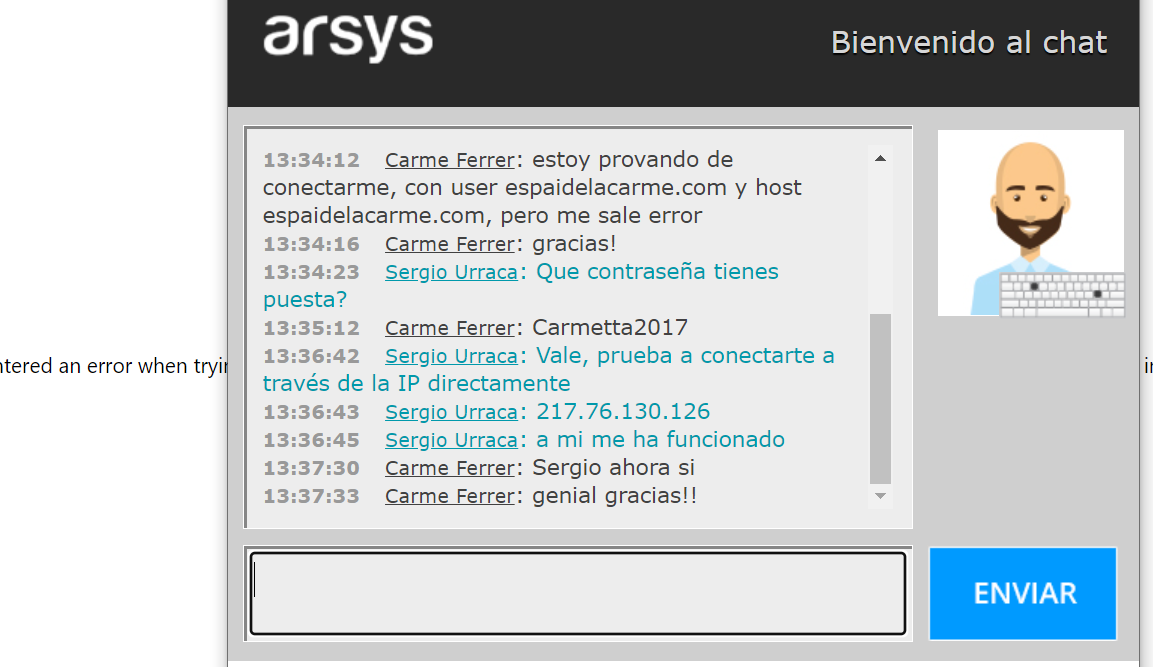 arsys
Bienvenido al chat
13:34:12 Carme Ferrer: estoy provando de
conectarme, con user espaidelacarme.com y host
espaidelacarme.com, pero me sale error
13:34:16 Carme Ferrer: gracias!
13:34:23 Sergio Urraca: Que contraseña tienes
puesta?
13:35:12 Carme Ferrer: Carmetta2017
13:36:42 Sergio Urraca: Vale, prueba a conectarte a
través de la IP directamente
13:36:43 Sergio Urraca: 217.76.130.126
13:36:45 Sergio Urraca: a mi me ha funcionado
13:37:30 Carme Ferrer: Sergio ahora si
13:37:33 Carme Ferrer: genial gracias!!
ntered an error when tryin
ENVIAR